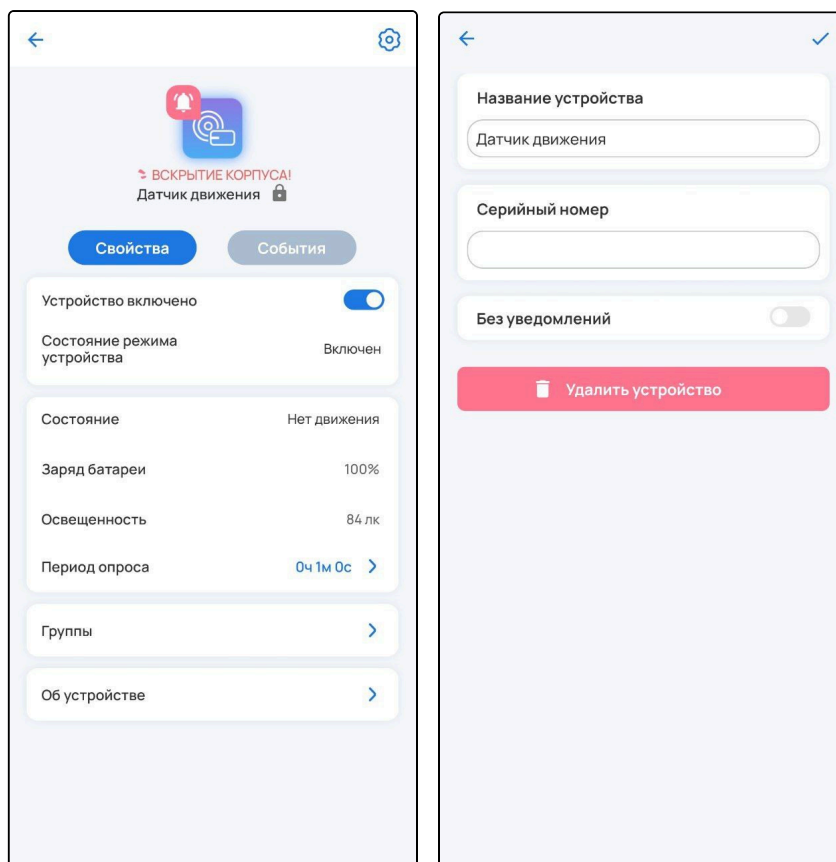 ВСКРЫТИЕ КОРПУСА!
Датчик движения
Свойства
События
Устройство включено
Состояние режима
устройства
Включен
Состояние
Нет движения
Заряд батареи
100%
Освещенность
84 лк
Период опроса
0ч 1м 0с
Группы
Об устройстве
Название устройства
Датчик движения
Серийный номер
Без уведомлений
Удалить устройство